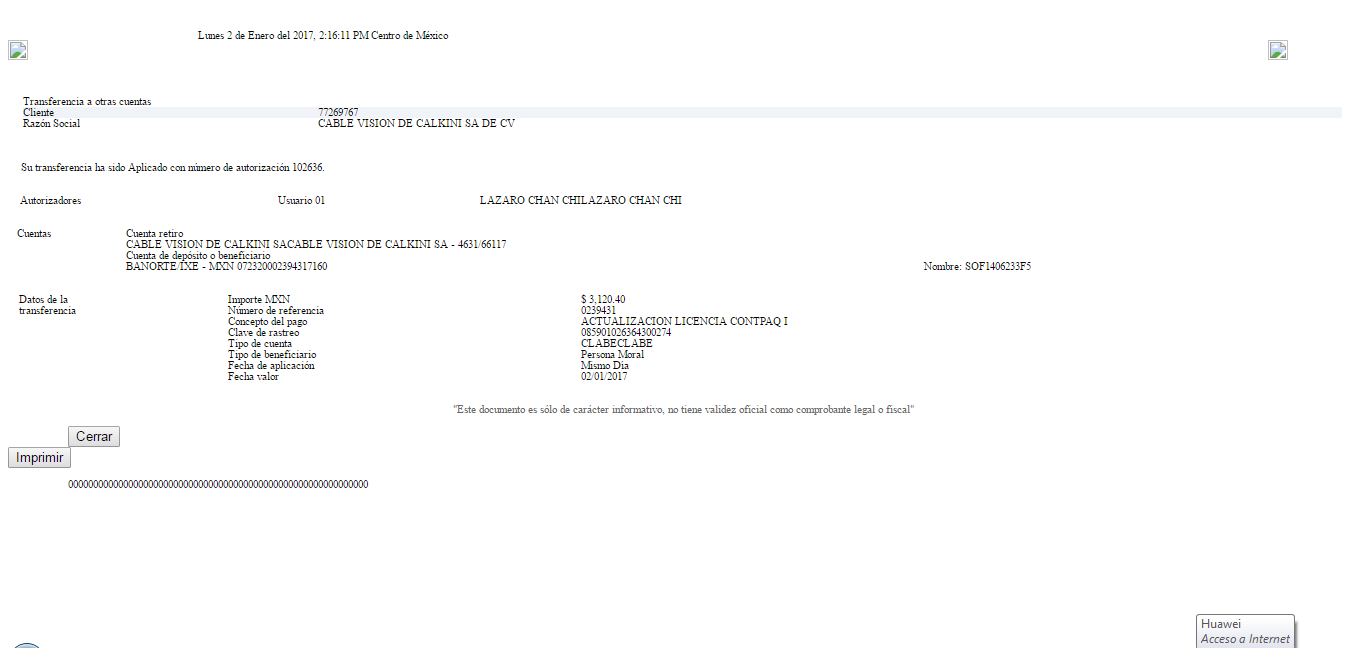 Lunes 2 de Enero del 2017, 2:16:11 PM Centro de México
Transferencia a otras cuentas
Cliente 77269767
Razón Social CABLE VISION DE CALKINI SA DE CV
Su transferencia ha sido Aplicado con número de autorización 102636.
Autorizadores Usuario 01 LAZARO CHAN CHILAZARO CHAN CHI
Cuentas Cuenta retiro
CABLE VISION DE CALKINI SACABLE VISION DE CALKINI SA - 4631/66117
Cuenta de depósito o beneficiario
BANORTE/IXE - MXN 072320002394317160 Nombre: SOF1406233F5
Datos de la Importe MXN $ 3,120.40
transferencia Número de referencia 0239431
Concepto del pago ACTUALIZACION LICENCIA CONTPAQ I
Clave de rastreo 085901026364300274
Tipo de cuenta CLABECLABE
Tipo de beneficiario Persona Moral
Fecha de aplicación Mismo Día
Fecha valor 02/01/2017
"Este documento es sólo de carácter informativo, no tiene validez oficial como comprobante legal o fiscal"
Cerrar
Imprimir
000000000000000000000000000000000000000000000000000000000000
Huawei
Acceso a Internet